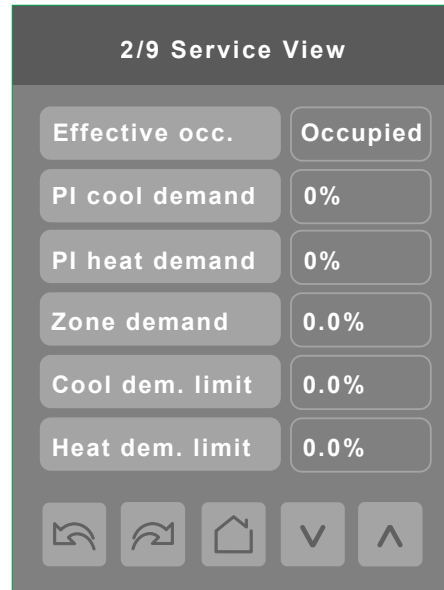 2/9 Service View
Effective occ. Occupied
PI cool demand 0%
PI heat demand 0%
Zone demand 0.0%
Cool dem. limit 0.0%
Heat dem. limit 0.0%